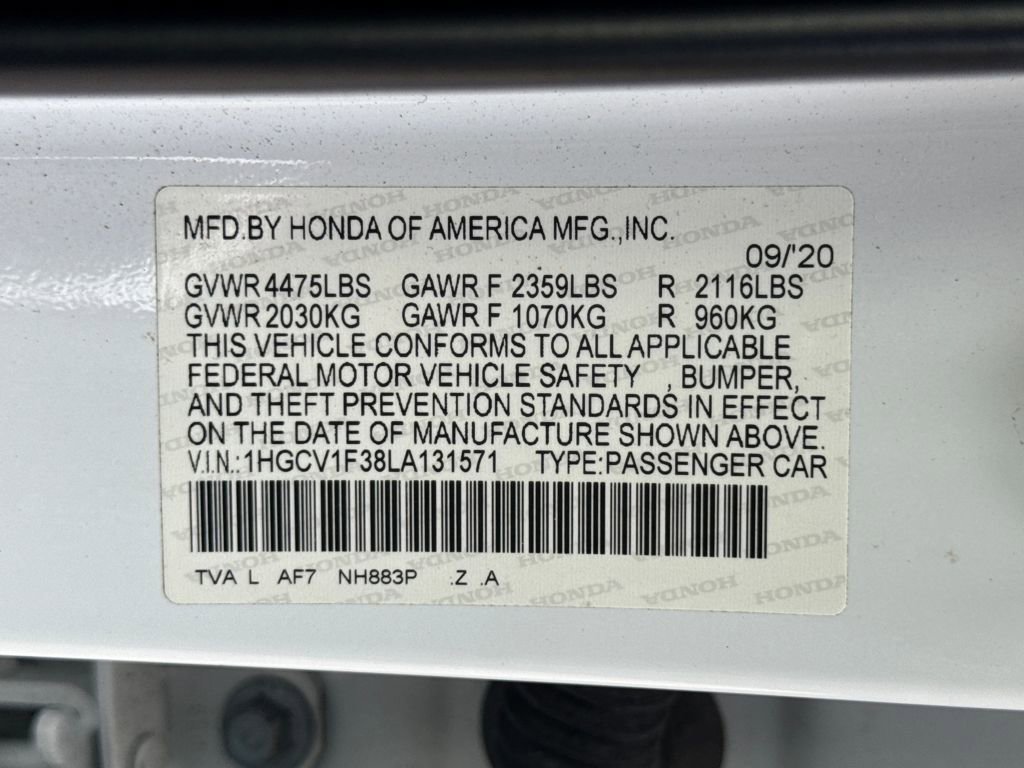 MFD.BY HONDA OF AMERICA MFG.,INC.
09/'20
GVWR 4475LBS GAWR F 2359LBS R 2116LBS
GVWR 2030KG GAWR F 1070KG R 960KG
THIS VEHICLE CONFORMS TO ALL APPLICABLE
FEDERAL MOTOR VEHICLE SAFETY , BUMPER,
AND THEFT PREVENTION STANDARDS IN EFFECT
ON THE DATE OF MANUFACTURE SHOWN ABOVE.
V.I.N.:1HGCV1F38LA131571 TYPE:PASSENGER CAR
TVA L AF7 NH883P .Z .A